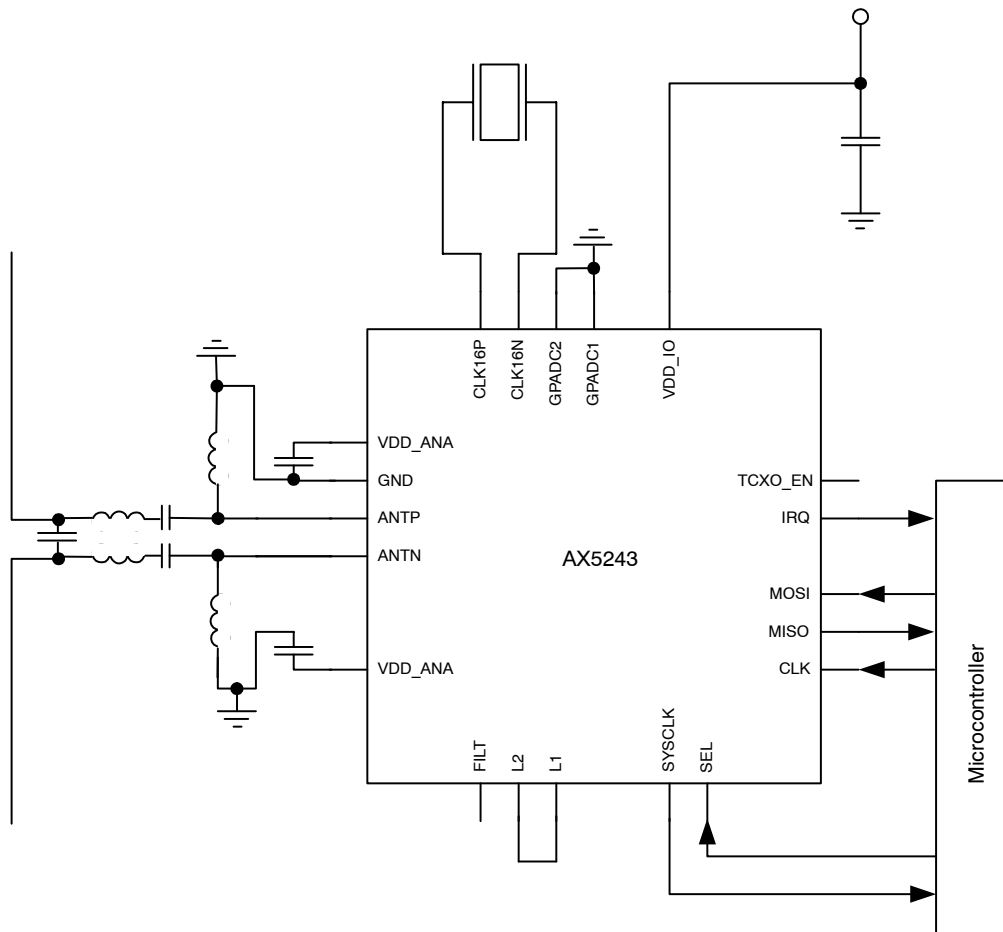 CLK16P
CLK16N
GPADC2
GPADC1
VDD_IO
VDD_ANA
GND
ANTP
ANTN
VDD_ANA
AX5243
TCXO_EN
IRQ
MOSI
MISO
CLK
FILT
L2
L1
SYSCLK
SEL
Microcontroller